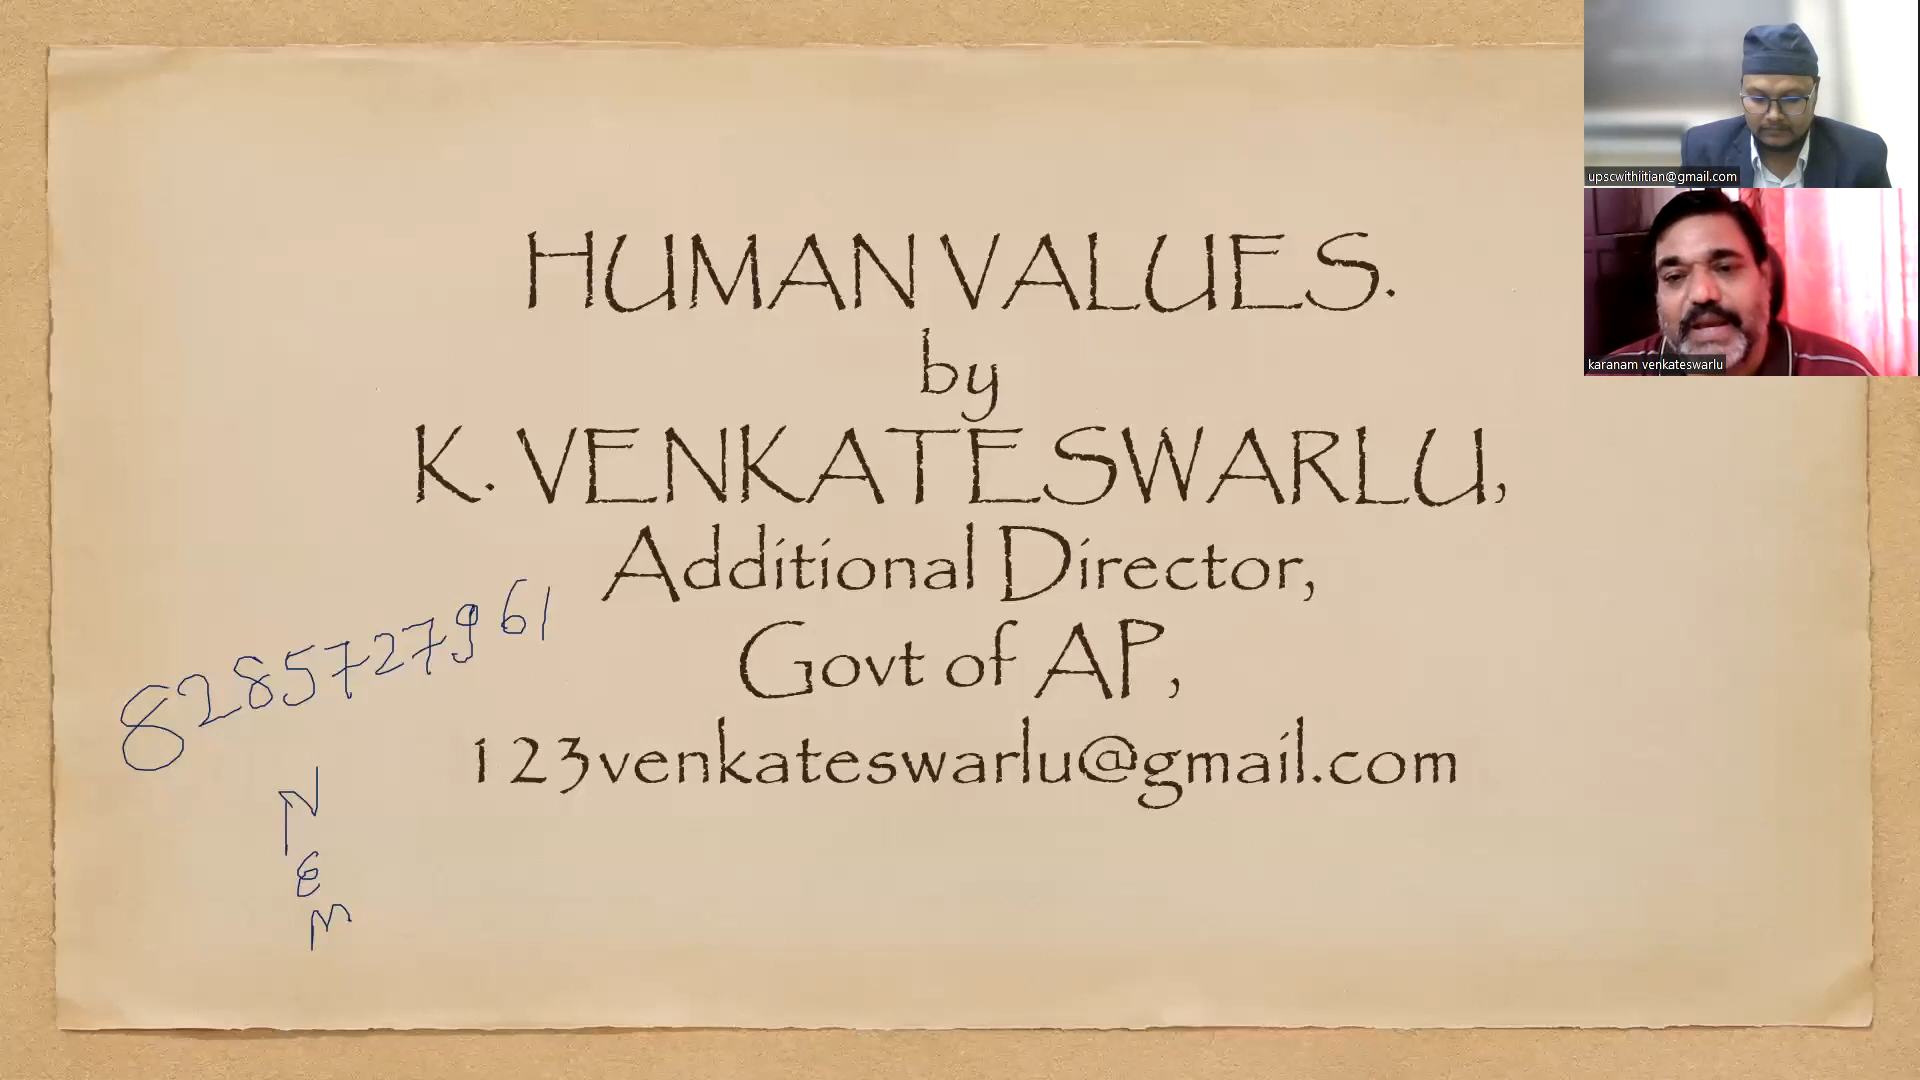 HUMAN VALUES.
by
K. VENKATESWARLU,
Additional Director,
Govt of AP,
123venkateswarlu@gmail.com
8285727961
N
E
M
upscwithiitian@gmail.com
karanam venkateswarlu